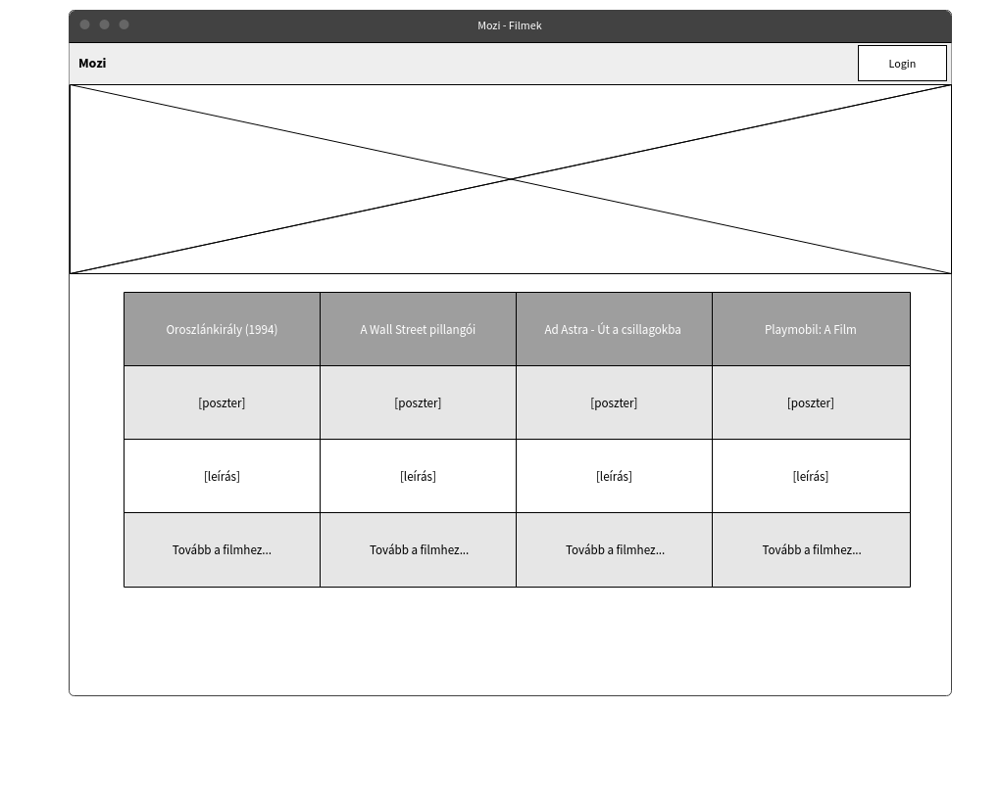 Mozi - Filmek
Mozi
Login
Oroszlánkirály (1994)
A Wall Street pillangói
Ad Astra - Út a csillagokba
Playmobil: A Film
[poszter]
[poszter]
[poszter]
[poszter]
[leírás]
[leírás]
[leírás]
[leírás]
Tovább a filmhez...
Tovább a filmhez...
Tovább a filmhez...
Tovább a filmhez...